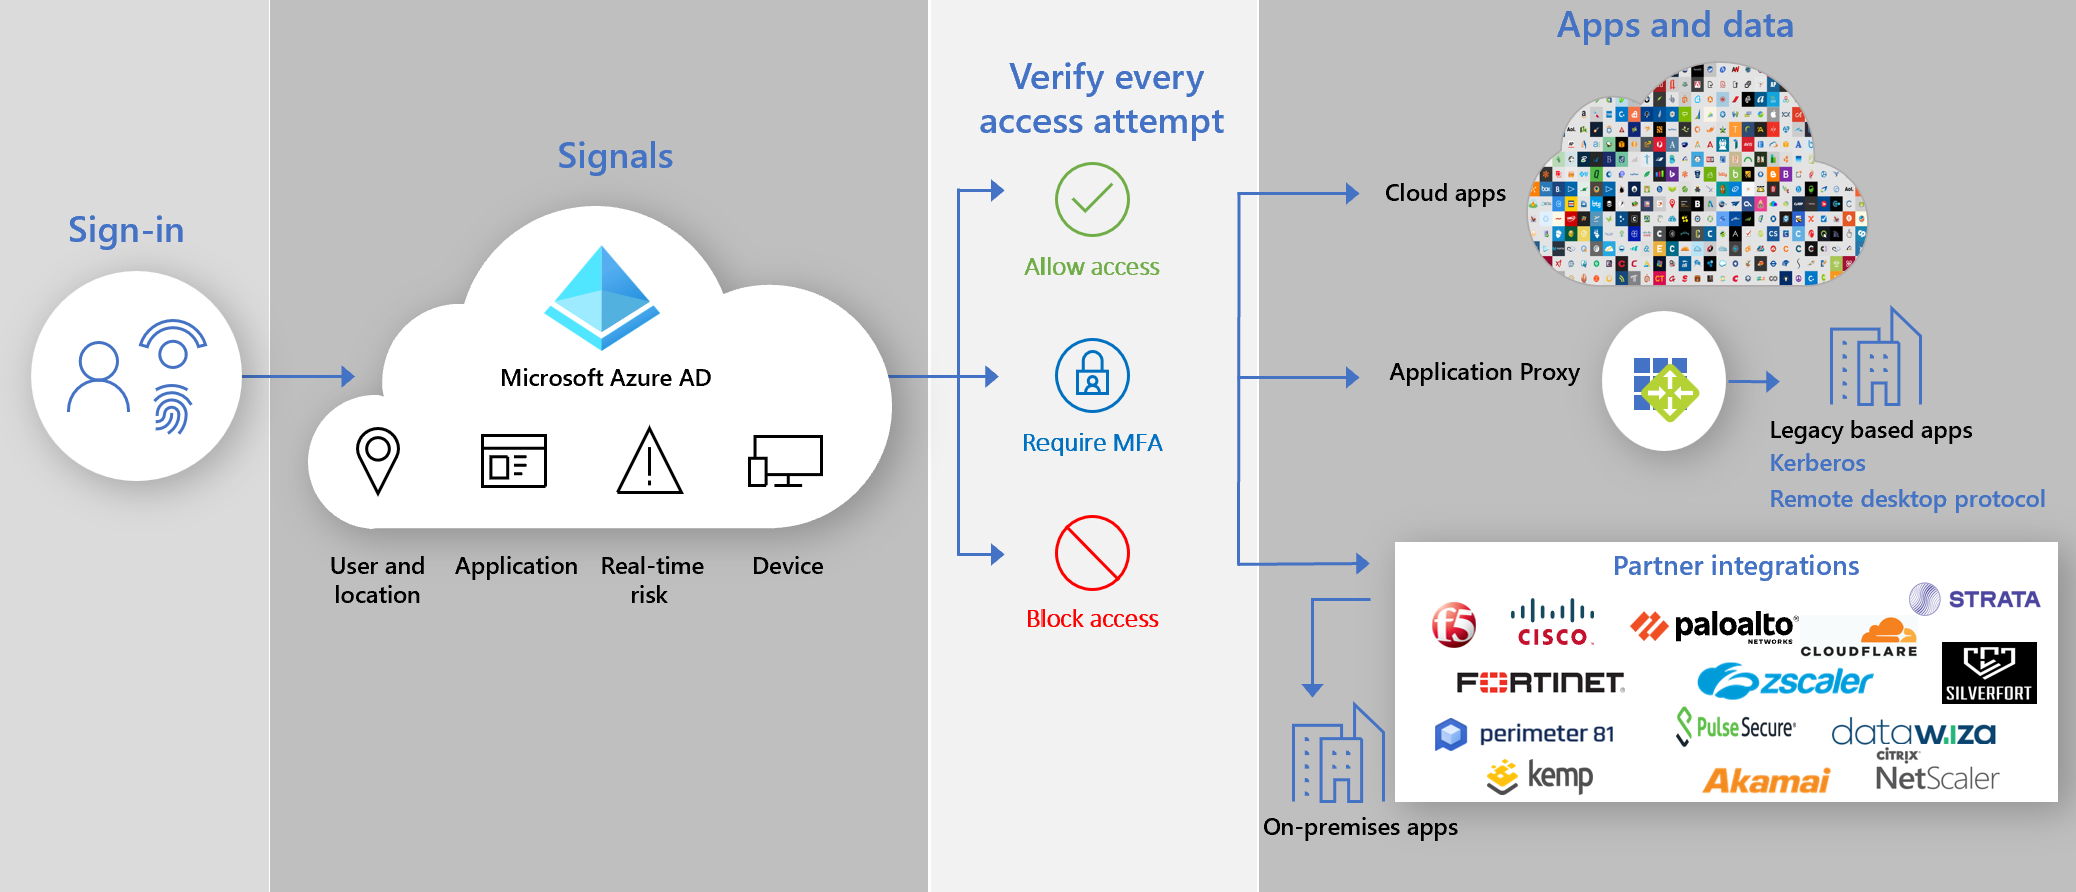 Sign-in
Signals
Microsoft Azure AD
User and
location
Application
Real-time
risk
Device
Verify every
access attempt
Allow access
Require MFA
Block access
Apps and data
Cloud apps
Application Proxy
Legacy based apps
Kerberos
Remote desktop protocol
Partner integrations
f5
CISCO
paloalto®
NETWORKS
STRATA
CLOUDFLARE
FORTINET®
zscaler
SILVERFORT
perimeter 81
Pulse Secure®
datawiza
kemp
Akamai
CITRIX®
NetScaler
On-premises apps